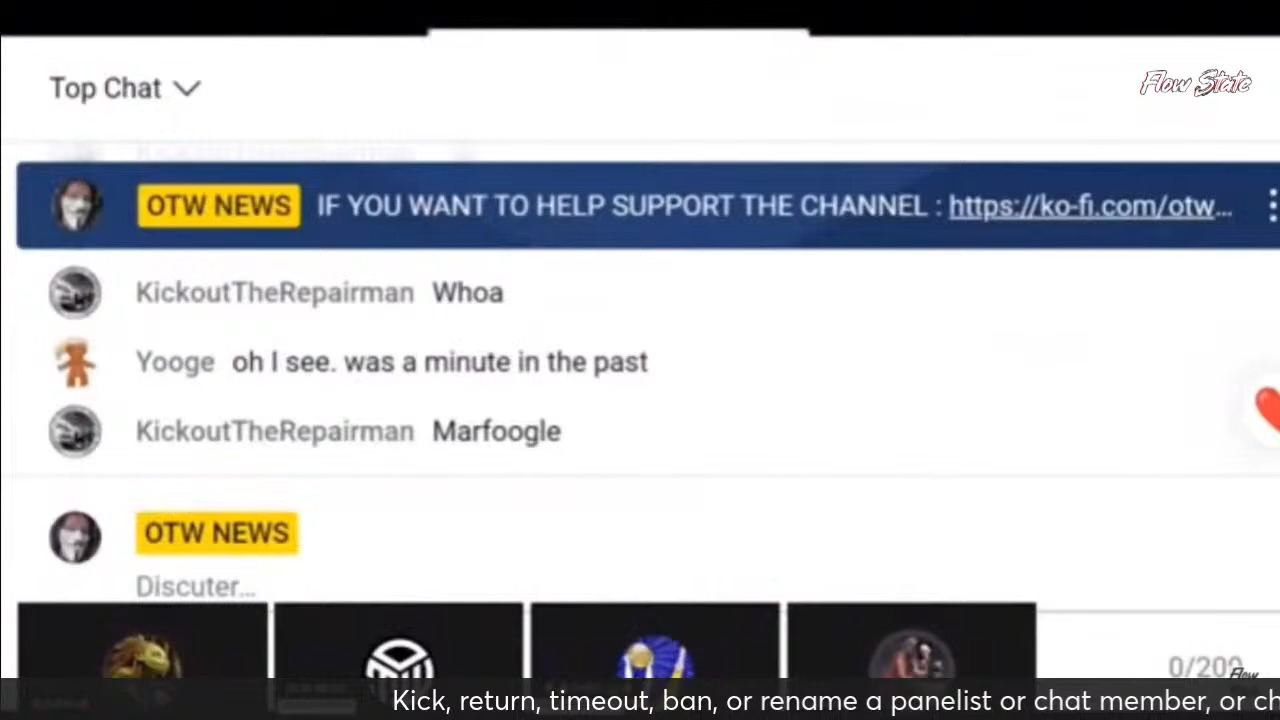 Top Chat
Flow State
OTW NEWS IF YOU WANT TO HELP SUPPORT THE CHANNEL : https://ko-fi.com/otw...
KickoutTheRepairman Whoa
Yooge oh I see. was a minute in the past
KickoutTheRepairman Marfoogle
OTW NEWS
Discuter...
0/200
Flow
Kick, return, timeout, ban, or rename a panelist or chat member, or ch